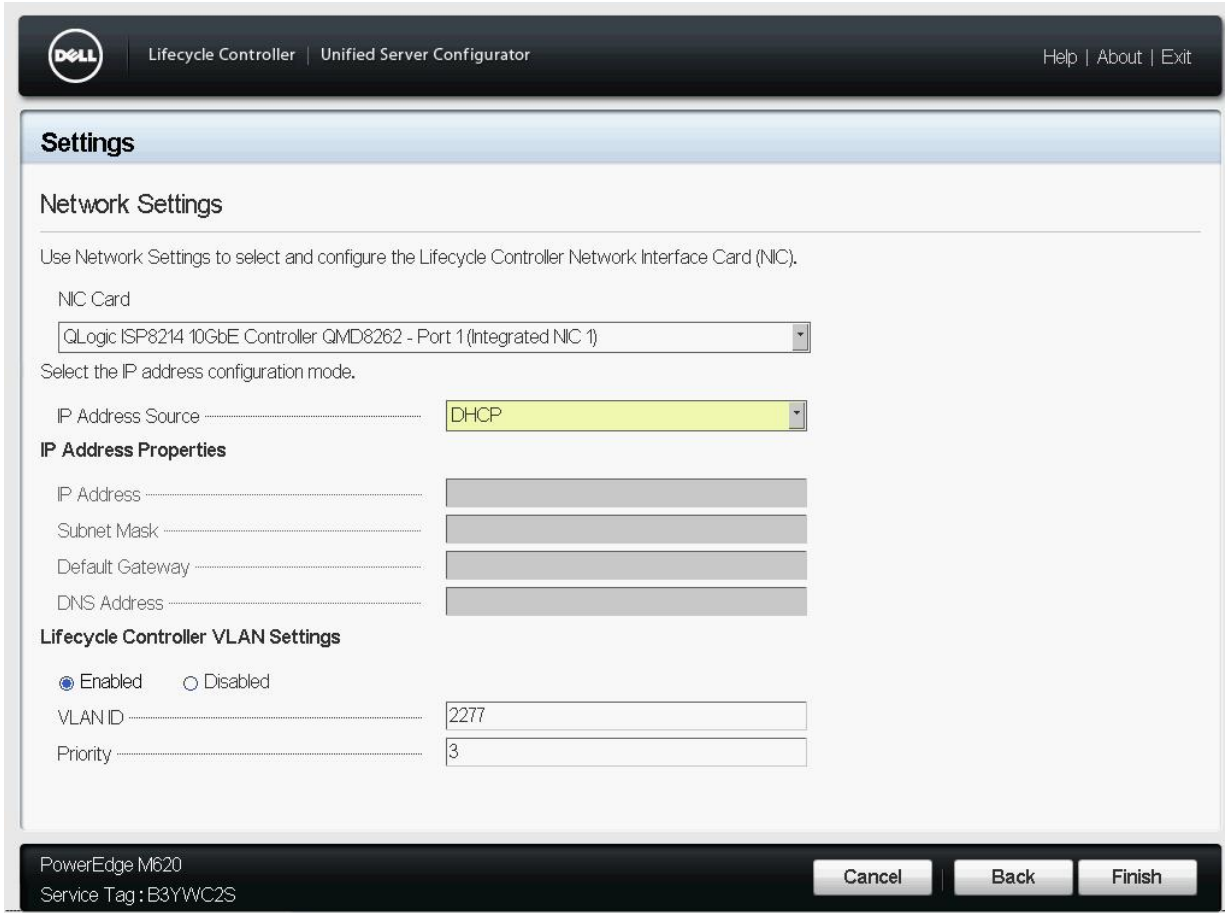 DELL
Lifecycle Controller | Unified Server Configurator
Help | About | Exit
Settings
Network Settings
Use Network Settings to select and configure the Lifecycle Controller Network Interface Card (NIC).
NIC Card
QLogic ISP8214 10GbE Controller QMD8262 - Port 1 (Integrated NIC 1)
Select the IP address configuration mode.
IP Address Source DHCP
IP Address Properties
IP Address
Subnet Mask
Default Gateway
DNS Address
Lifecycle Controller VLAN Settings
Enabled Disabled
VLAN ID 2277
Priority 3
PowerEdge M620
Service Tag : B3YWC2S
Cancel Back Finish